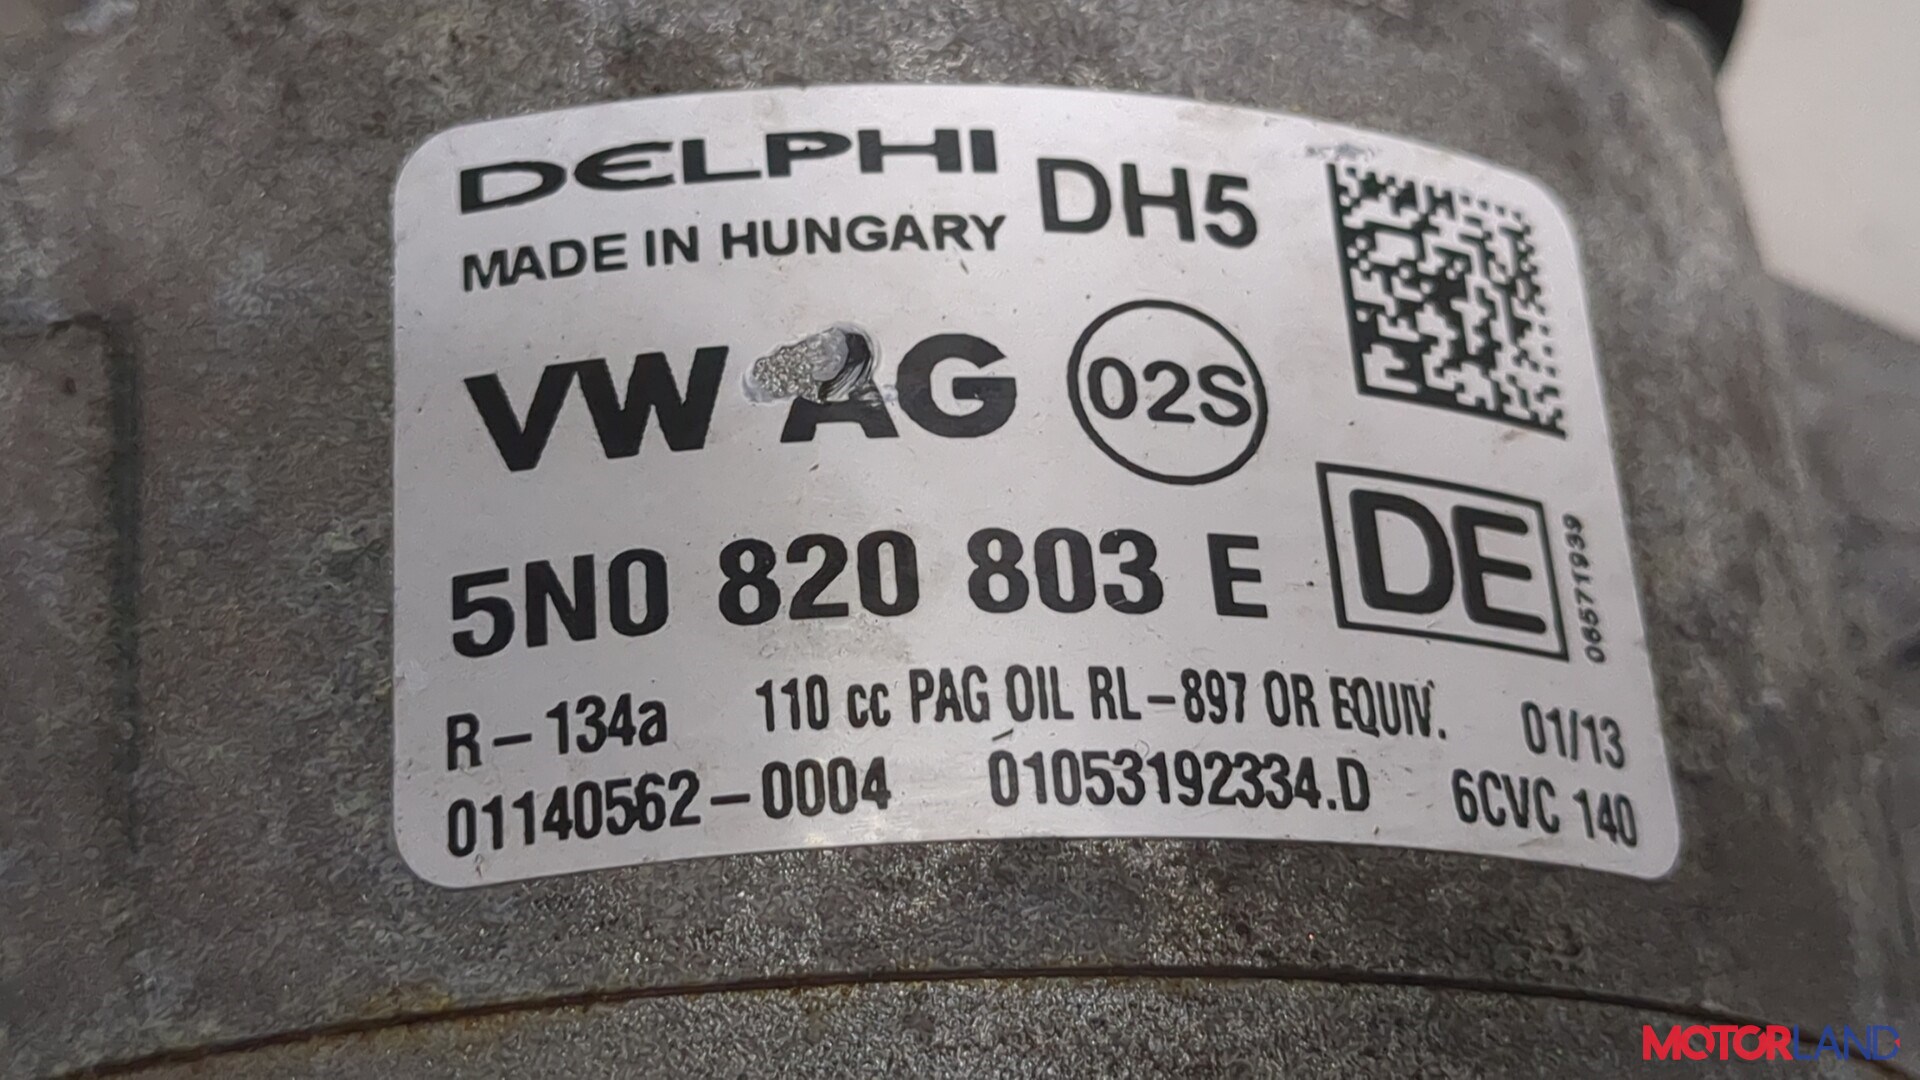 DELPHI DH5
MADE IN HUNGARY
VW AG 02S
5N0 820 803 E DE
06571939
R-134a 110 cc PAG OIL RL-897 OR EQUIV. 01/13
01140562-0004 01053192334.D 6CVC 140
MOTORLAND